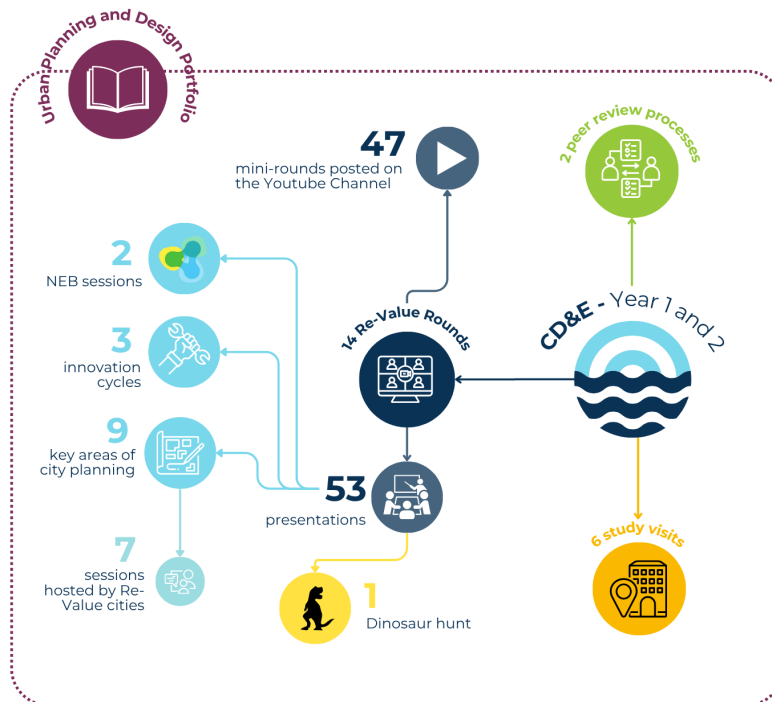 Urban Planning and Design Portfolio
47
mini-rounds posted on
the Youtube Channel
2 peer review processes
2
NEB sessions
3
innovation
cycles
14 Re-Value Rounds
CD&E - Year 1 and 2
9
key areas of
city planning
53
presentations
7
sessions
hosted by Re-
Value cities
1
Dinosaur hunt
6 study visits